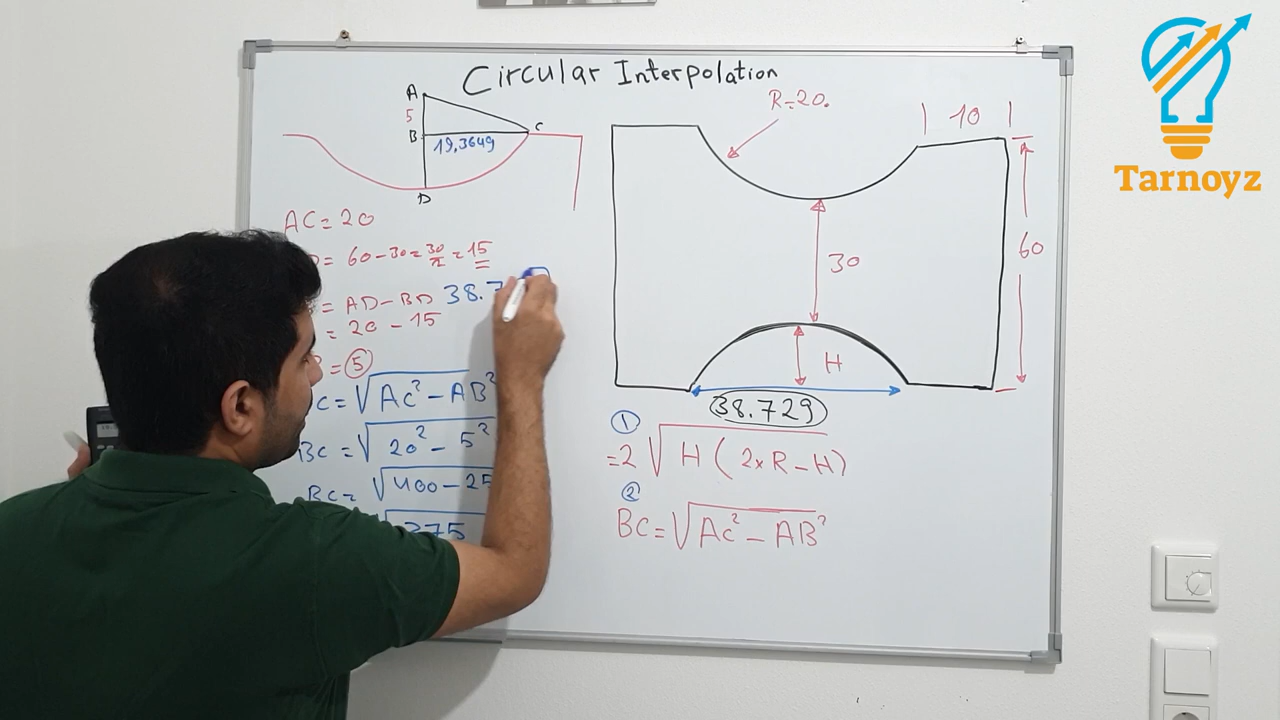 Circular Interpolation
Tarnoyz
A
5
B
C
19,3649
D
AC = 20
= 60 - 30 = 30/2 = 15
= AD - BD 38.7
= 20 - 15
= 5
C = √AC² - AB²
BC = √20² - 5²
BC = √400 - 25
375
R=20.
10
30
60
H
38.729
①
=2 √H(2×R-H)
②
BC = √AC² - AB²